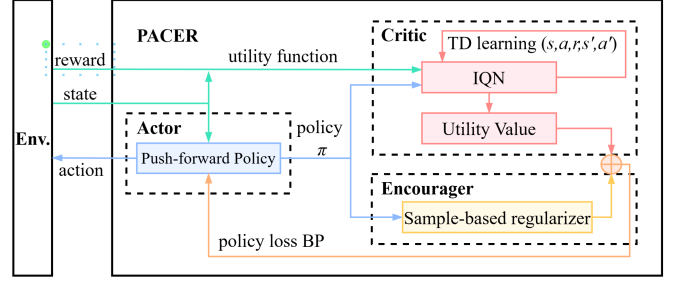 PACER
Critic
TD learning (s,a,r,s′,a′)
reward
utility function
IQN
state
Env.
Actor
policy
π
Utility Value
Push-forward Policy
action
Encourager
Sample-based regularizer
policy loss BP